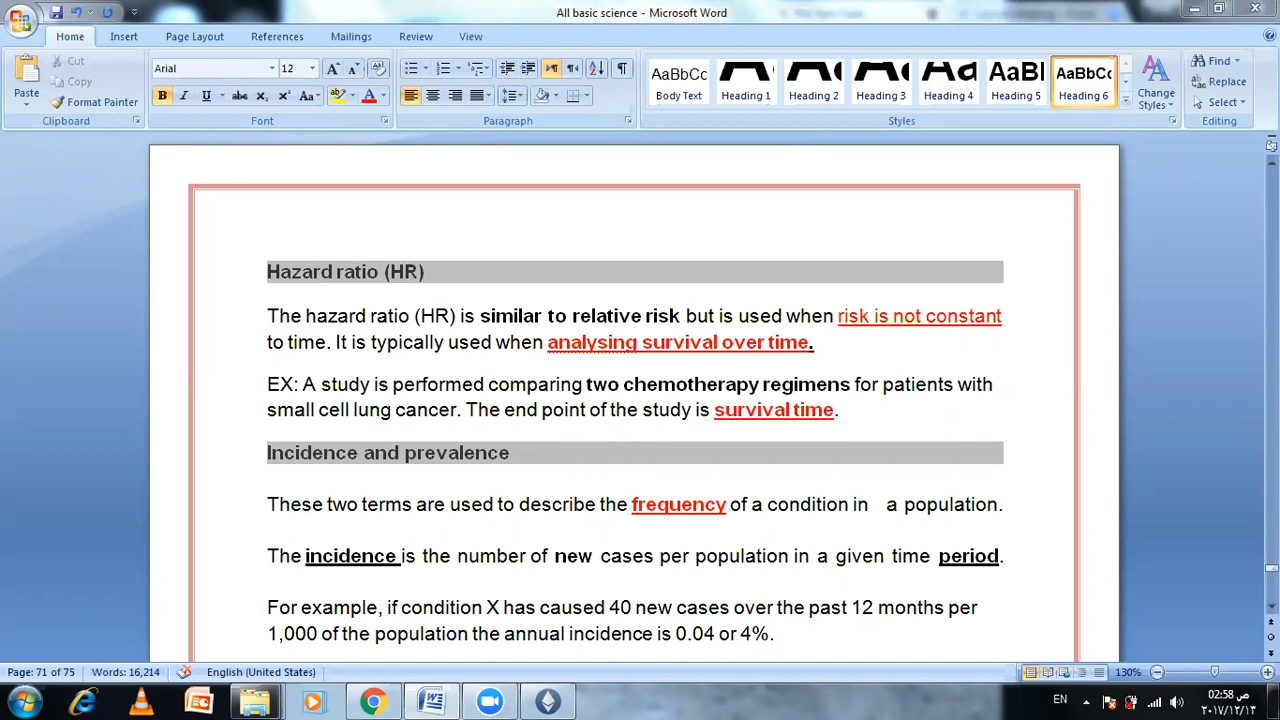 All basic science - Microsoft Word
Home Insert Page Layout References Mailings Review View
Paste
Cut
Copy
Format Painter
Clipboard
Arial 12
Font
Paragraph
AaBbCc Body Text
Heading 1
Heading 2
Heading 3
Aa Heading 4
AaBl Heading 5
AaBbCc Heading 6
Change Styles
Styles
Find
Replace
Select
Editing
Hazard ratio (HR)
The hazard ratio (HR) is similar to relative risk but is used when risk is not constant
to time. It is typically used when analysing survival over time.
EX: A study is performed comparing two chemotherapy regimens for patients with
small cell lung cancer. The end point of the study is survival time.
Incidence and prevalence
These two terms are used to describe the frequency of a condition in a population.
The incidence is the number of new cases per population in a given time period.
For example, if condition X has caused 40 new cases over the past 12 months per
1,000 of the population the annual incidence is 0.04 or 4%.
Page: 71 of 75 Words: 16,214 English (United States) 130%
EN
02:58 ص
٢٠١٧/١٢/١٣